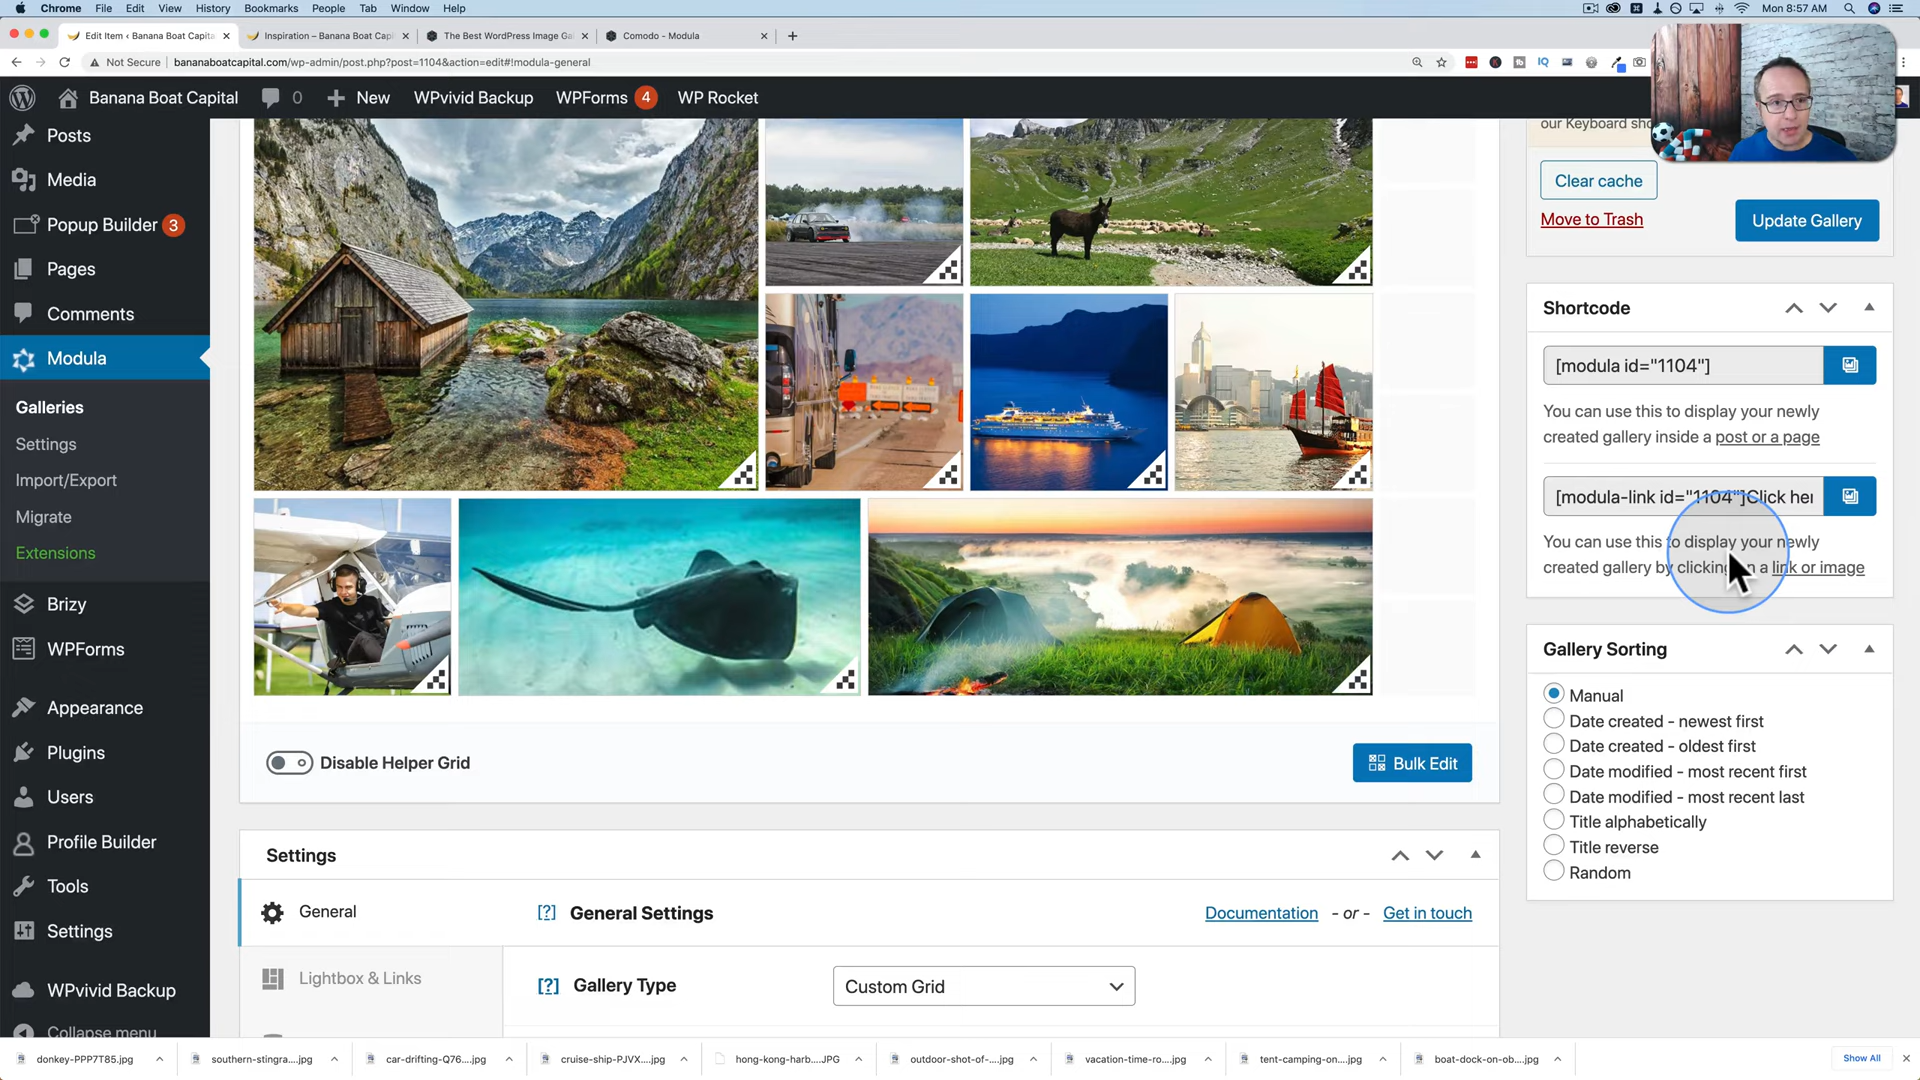 Chrome File Edit View History Bookmarks People Tab Window Help Mon 8:57 AM
Edit Item ‹ Banana Boat Capita Inspiration – Banana Boat Capi The Best WordPress Image Ga Comodo - Modula
Not Secure bananaboatcapital.com/wp-admin/post.php?post=1104&action=edit#!modula-general
Banana Boat Capital 0 New WPvivid Backup WPForms 4 WP Rocket
Posts
Media
Popup Builder 3
Pages
Comments
Modula
Galleries
Settings
Import/Export
Migrate
Extensions
Brizy
WPForms
Appearance
Plugins
Users
Profile Builder
Tools
Settings
WPvivid Backup
Collapse menu
Disable Helper Grid
Bulk Edit
Settings
General
Lightbox & Links
[?] General Settings
Documentation - or - Get in touch
[?] Gallery Type
Custom Grid
our Keyboard sho
Clear cache
Move to Trash
Update Gallery
Shortcode
[modula id="1104"]
You can use this to display your newly
created gallery inside a post or a page
[modula-link id="1104"]Click her
You can use this to display your newly
created gallery by clicking on a link or image
Gallery Sorting
Manual
Date created - newest first
Date created - oldest first
Date modified - most recent first
Date modified - most recent last
Title alphabetically
Title reverse
Random
donkey-PPP7T85.jpg southern-stingra....jpg car-drifting-Q76....jpg cruise-ship-PJVX....jpg hong-kong-harb....JPG outdoor-shot-of-....jpg vacation-time-ro....jpg tent-camping-on....jpg boat-dock-on-ob....jpg Show All